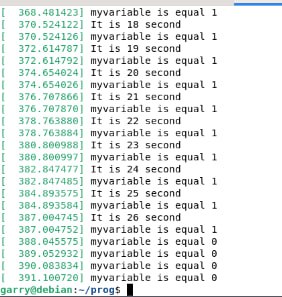 [  368.481423] myvariable is equal 1
[  370.524122] It is 18 second
[  370.524126] myvariable is equal 1
[  372.614787] It is 19 second
[  372.614792] myvariable is equal 1
[  374.654024] It is 20 second
[  374.654026] myvariable is equal 1
[  376.707866] It is 21 second
[  376.707870] myvariable is equal 1
[  378.763880] It is 22 second
[  378.763884] myvariable is equal 1
[  380.800988] It is 23 second
[  380.800997] myvariable is equal 1
[  382.847477] It is 24 second
[  382.847485] myvariable is equal 1
[  384.893575] It is 25 second
[  384.893584] myvariable is equal 1
[  387.004745] It is 26 second
[  387.004752] myvariable is equal 1
[  388.045575] myvariable is equal 0
[  389.052932] myvariable is equal 0
[  390.083834] myvariable is equal 0
[  391.100720] myvariable is equal 0
garry@debian:~/prog$